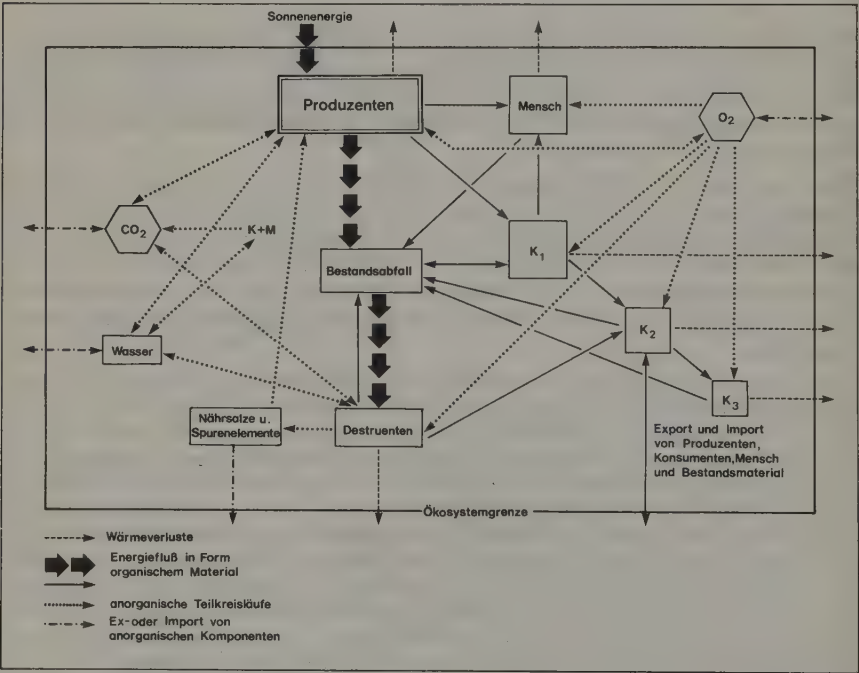 Sonnenenergie
Produzenten
Mensch
O2
CO2
K+M
K1
Bestandsabfall
K2
Wasser
K3
Nährsalze u.
Spurenelemente
Destruenten
Export und Import
von Produzenten,
Konsumenten,Mensch
und Bestandsmaterial
Ökosystemgrenze
Wärmeverluste
Energiefluß in Form
organischem Material
anorganische Teilkreisläufe
Ex-oder Import von
anorganischen Komponenten